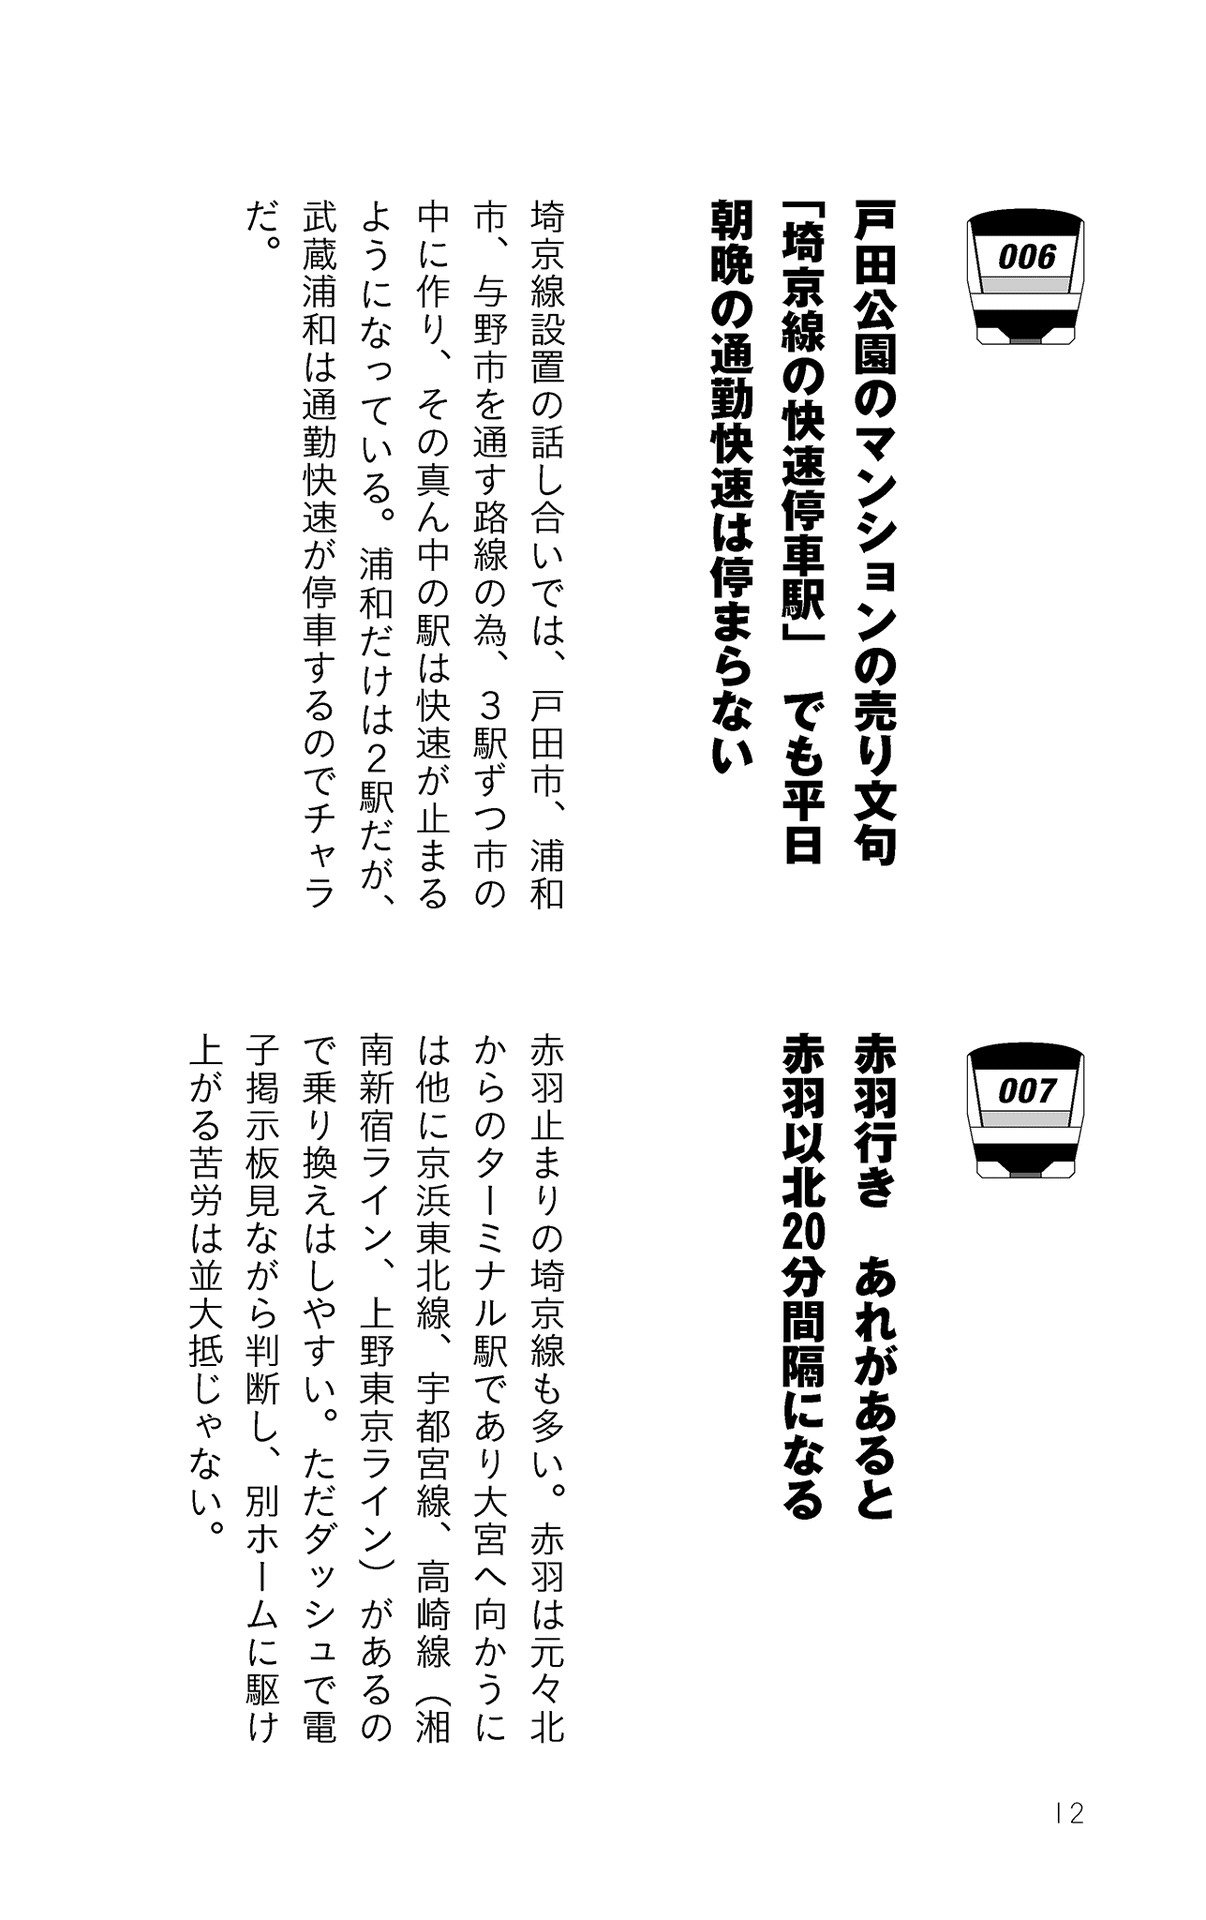 006
戸田公園のマンションの売り文句
「埼京線の快速停車駅」　でも平日
朝晩の通勤快速は停まらない
埼京線設置の話し合いでは、戸田市、浦和
市、与野市を通す路線の為、３駅ずつ市の
中に作り、その真ん中の駅は快速が止まる
ようになっている。浦和だけは２駅だが、
武蔵浦和は通勤快速が停車するのでチャラ
だ。
007
赤羽行き　あれがあると
赤羽以北20分間隔になる
赤羽止まりの埼京線も多い。赤羽は元々北
からのターミナル駅であり大宮へ向かうに
は他に京浜東北線、宇都宮線、高崎線（湘
南新宿ライン、上野東京ライン）があるの
で乗り換えはしやすい。ただダッシュで電
子掲示板見ながら判断し、別ホームに駆け
上がる苦労は並大抵じゃない。
12